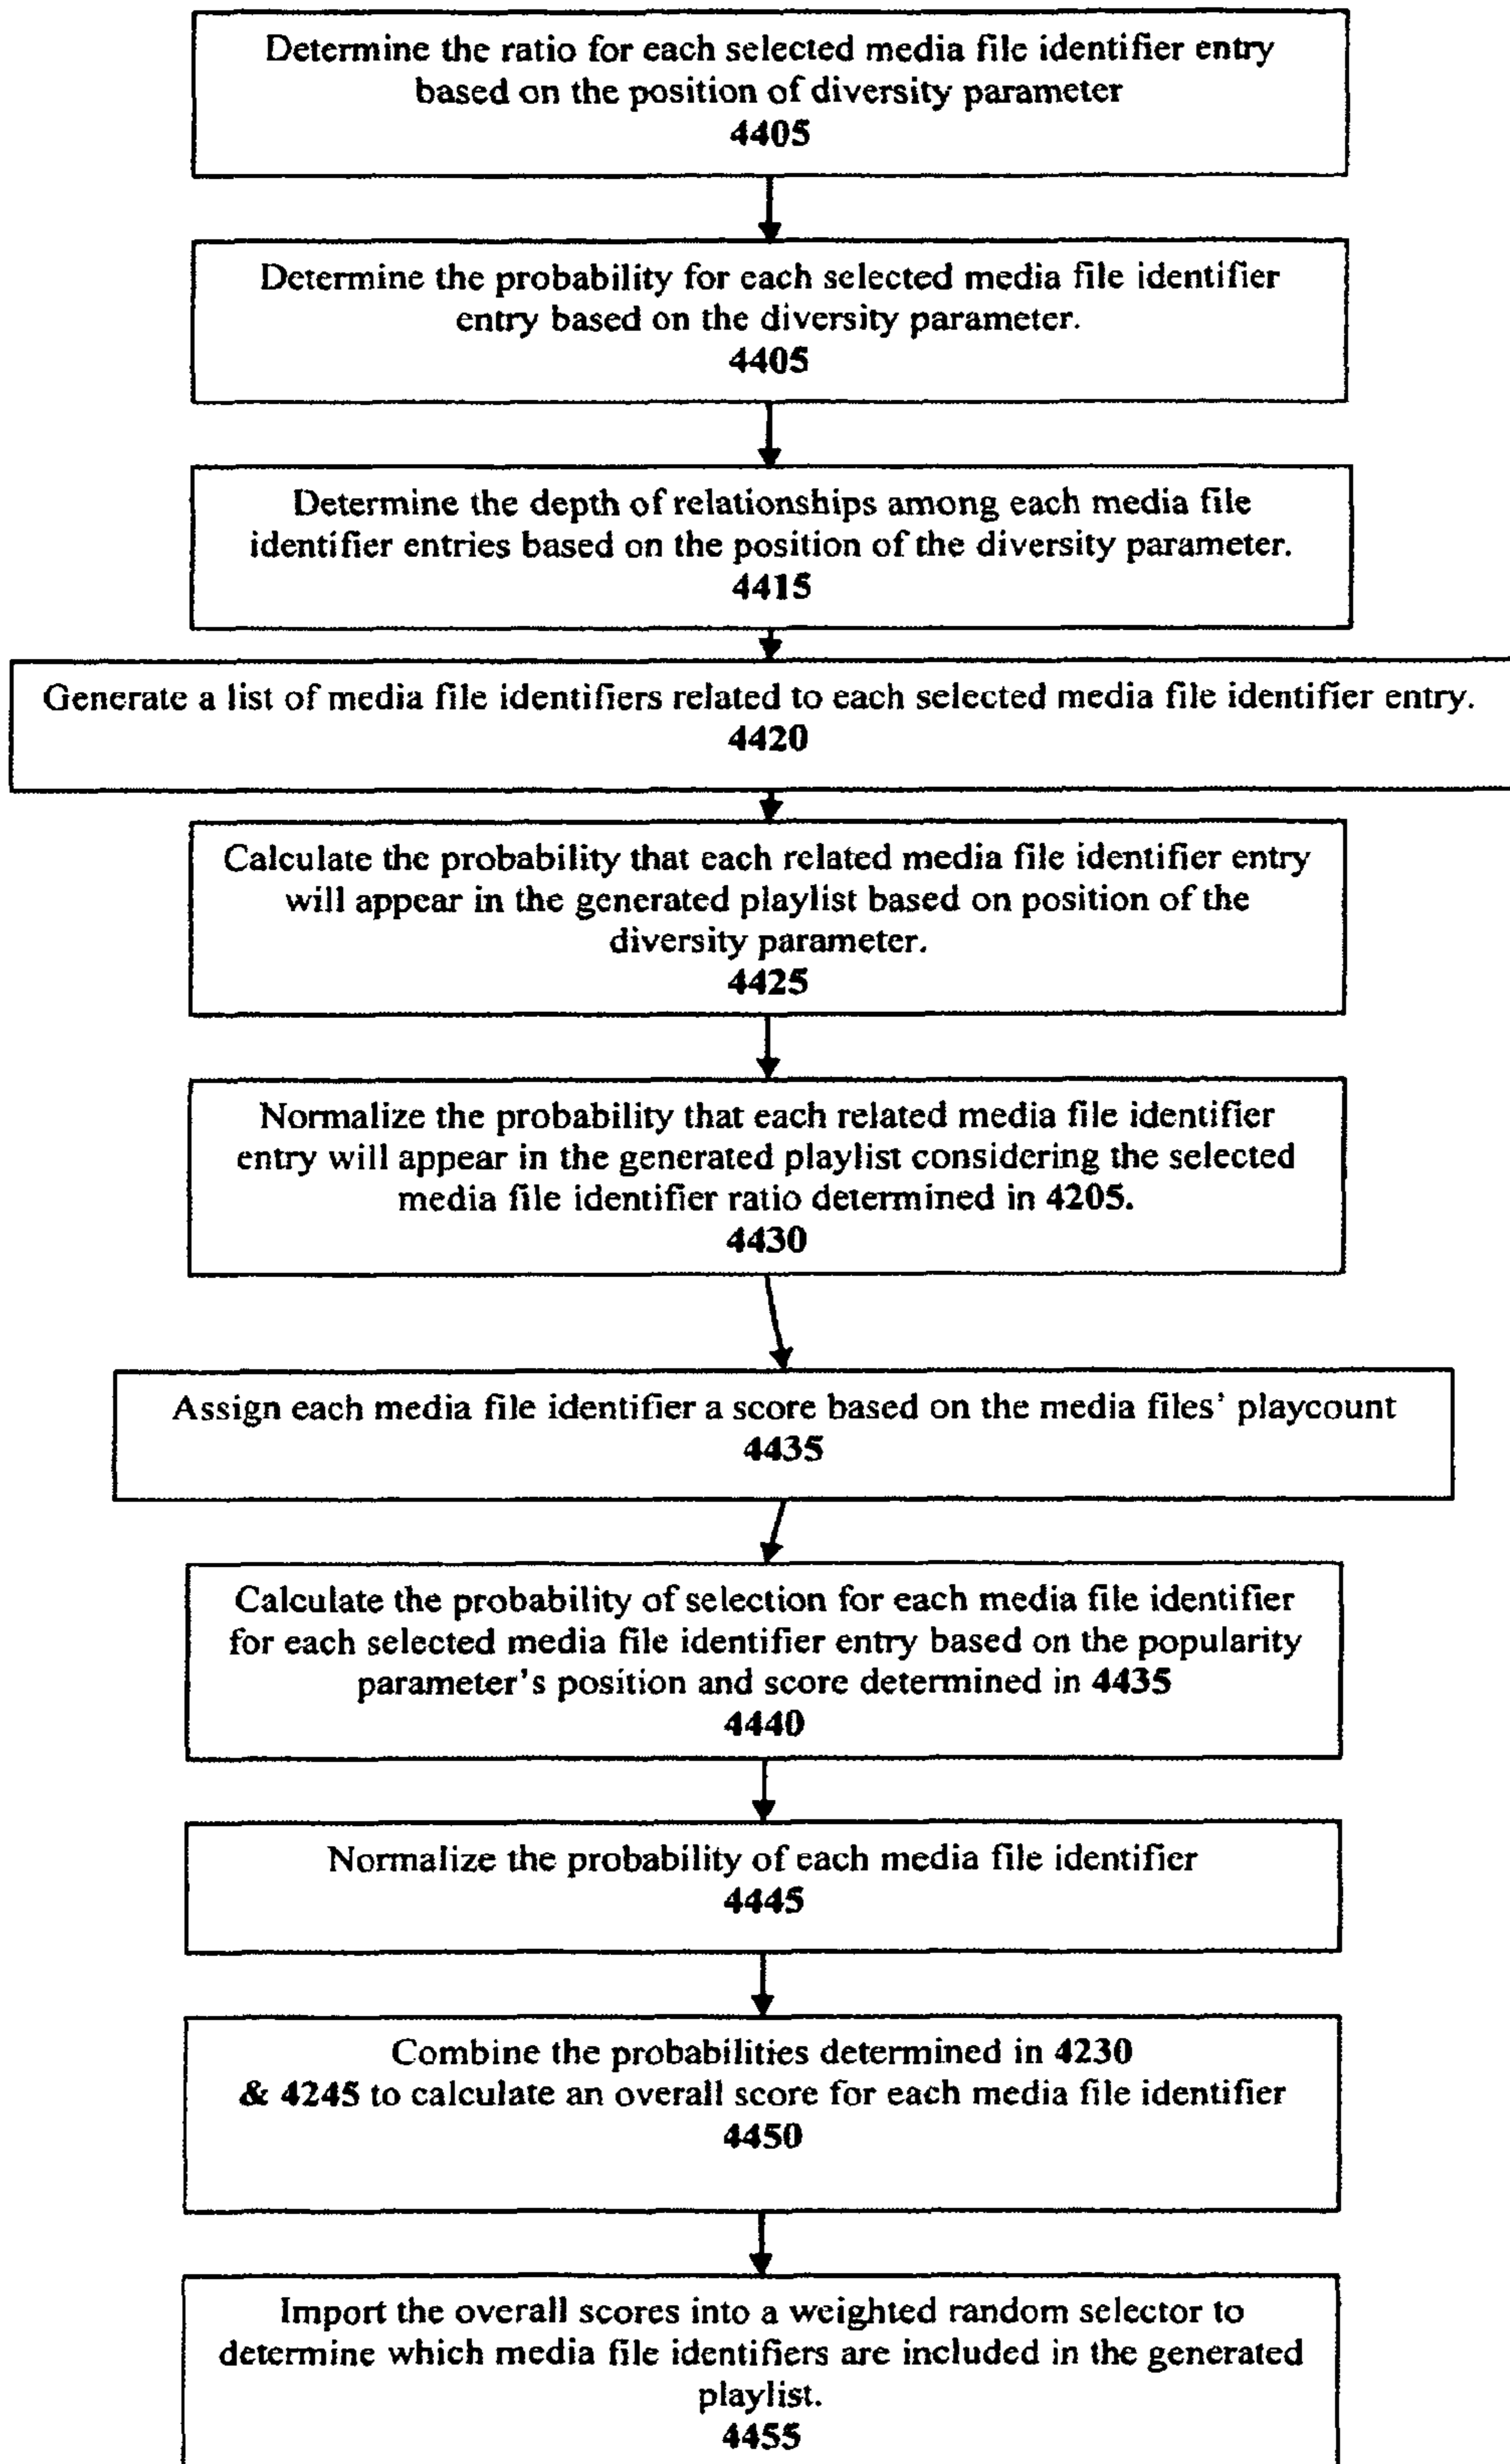 Determine the ratio for each selected media file identifier entry
based on the position of diversity parameter
4405
Determine the probability for each selected media file identifier
entry based on the diversity parameter.
4405
Determine the depth of relationships among each media file
identifier entries based on the position of the diversity parameter.
4415
Generate a list of media file identifiers related to each selected media file identifier entry.
4420
Calculate the probability that each related media file identifier entry
will appear in the generated playlist based on position of the
diversity parameter.
4425
Normalize the probability that each related media file identifier
entry will appear in the generated playlist considering the selected
media file identifier ratio determined in 4205.
4430
Assign each media file identifier a score based on the media files' playcount
4435
Calculate the probability of selection for each media file identifier
for each selected media file identifier entry based on the popularity
parameter's position and score determined in 4435
4440
Normalize the probability of each media file identifier
4445
Combine the probabilities determined in 4230
& 4245 to calculate an overall score for each media file identifier
4450
Import the overall scores into a weighted random selector to
determine which media file identifiers are included in the generated
playlist.
4455